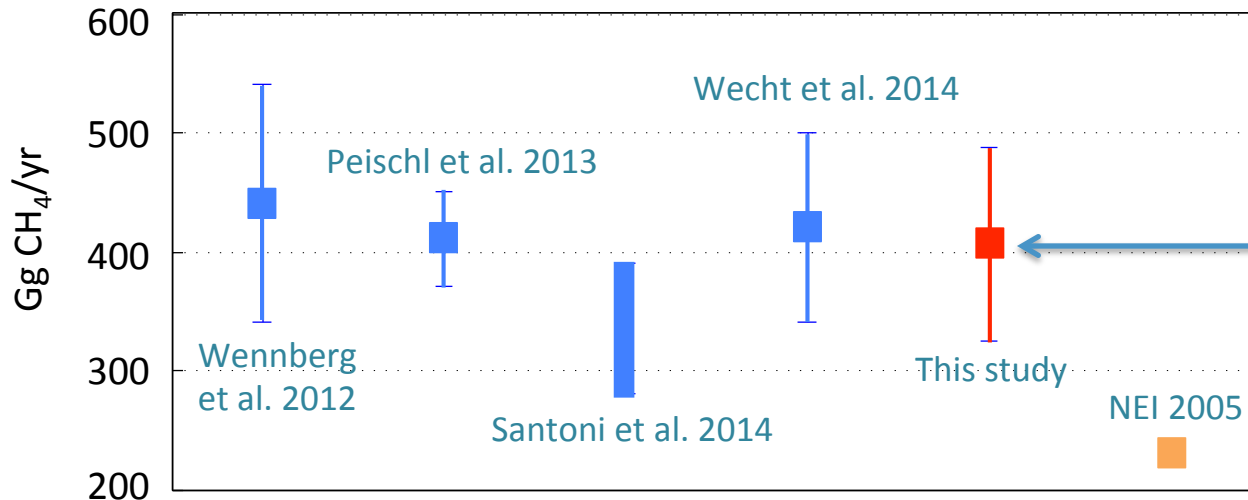 600
500
400
300
200
Gg CH₄/yr
Wennberg
et al. 2012
Peischl et al. 2013
Santoni et al. 2014
Wecht et al. 2014
This study
NEI 2005